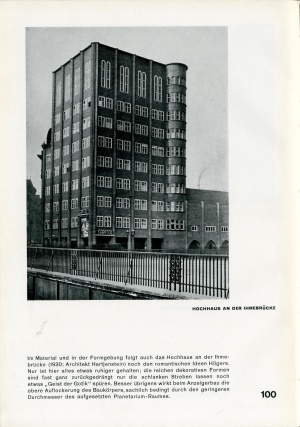 HOCHHAUS AN DER IHMEBRÜCKE
Im Material und in der Formgebung folgt auch das Hochhaus an der Ihme-
brücke (1930; Architekt Hartjenstein) noch den romantischen Ideen Högers.
Nur ist hier alles etwas ruhiger gehalten; die reichen dekorativen Formen
sind fast ganz zurückgedrängt nur die schlanken Streben lassen noch
etwas „Geist der Gotik“ spüren. Besser übrigens wirkt beim Anzeigerbau die
obere Auflockerung des Baukörpers, sachlich bedingt durch den geringeren
Durchmesser des aufgesetzten Planetarium-Raumes.
100